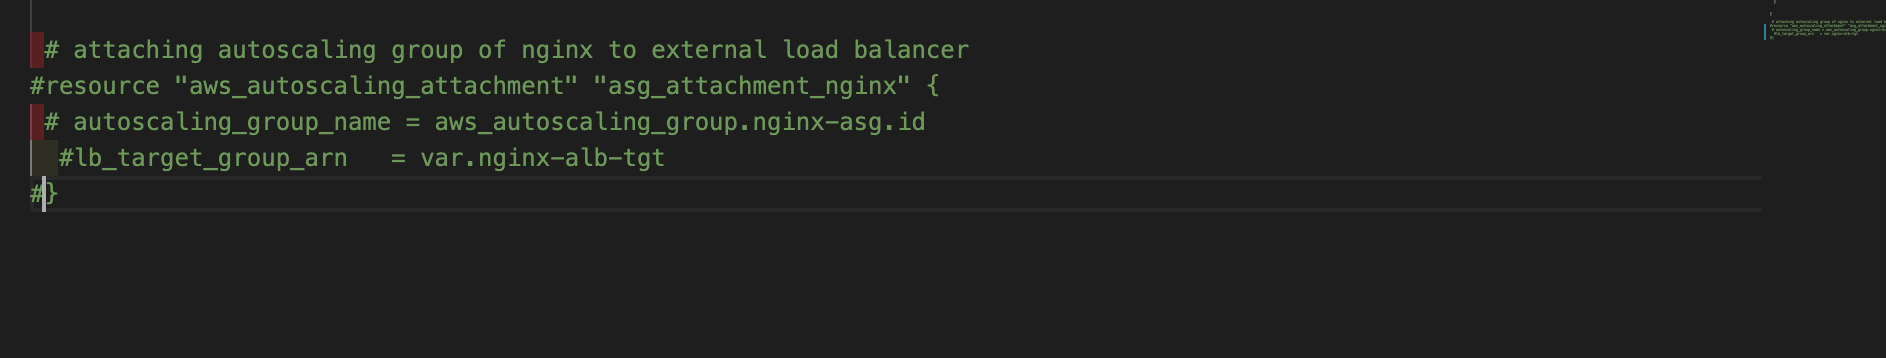 # attaching autoscaling group of nginx to external load balancer
#resource "aws_autoscaling_attachment" "asg_attachment_nginx" {
# autoscaling_group_name = aws_autoscaling_group.nginx-asg.id
#lb_target_group_arn   = var.nginx-alb-tgt
#}